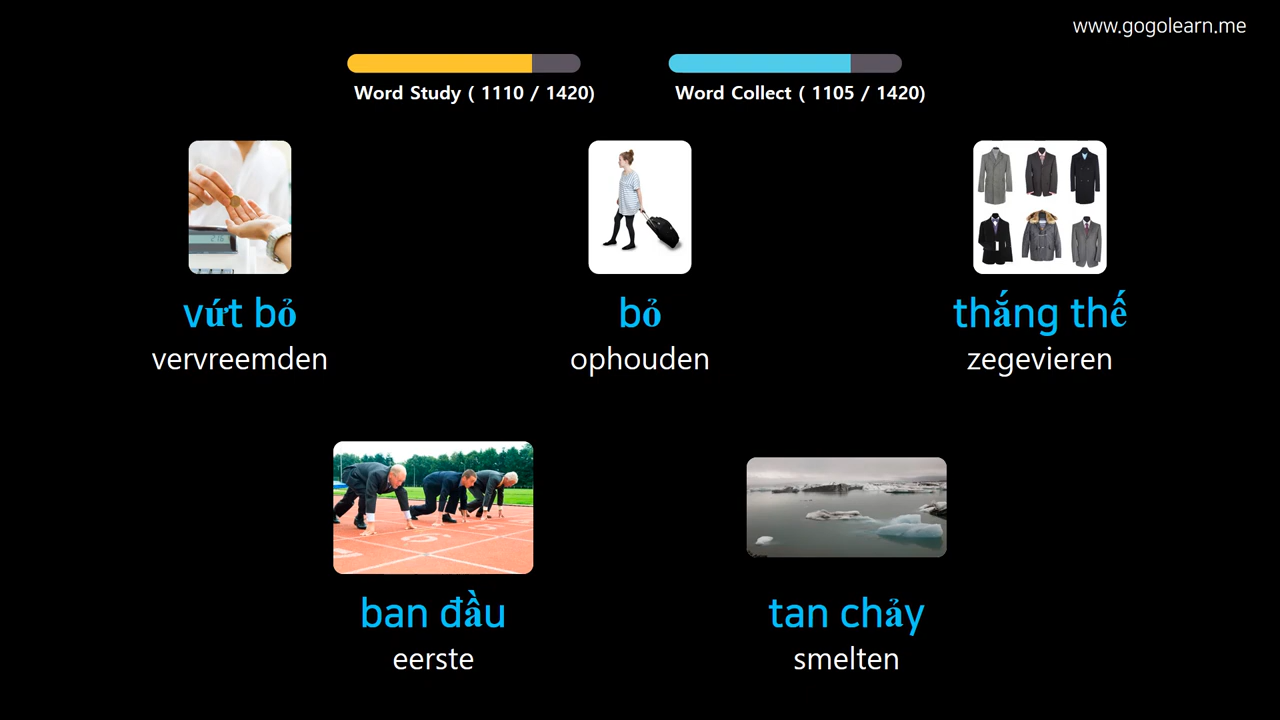 www.gogolearn.me
Word Study ( 1110 / 1420)
Word Collect ( 1105 / 1420)
vứt bỏ
vervreemden
bỏ
ophouden
thắng thế
zegevieren
ban đầu
eerste
tan chảy
smelten